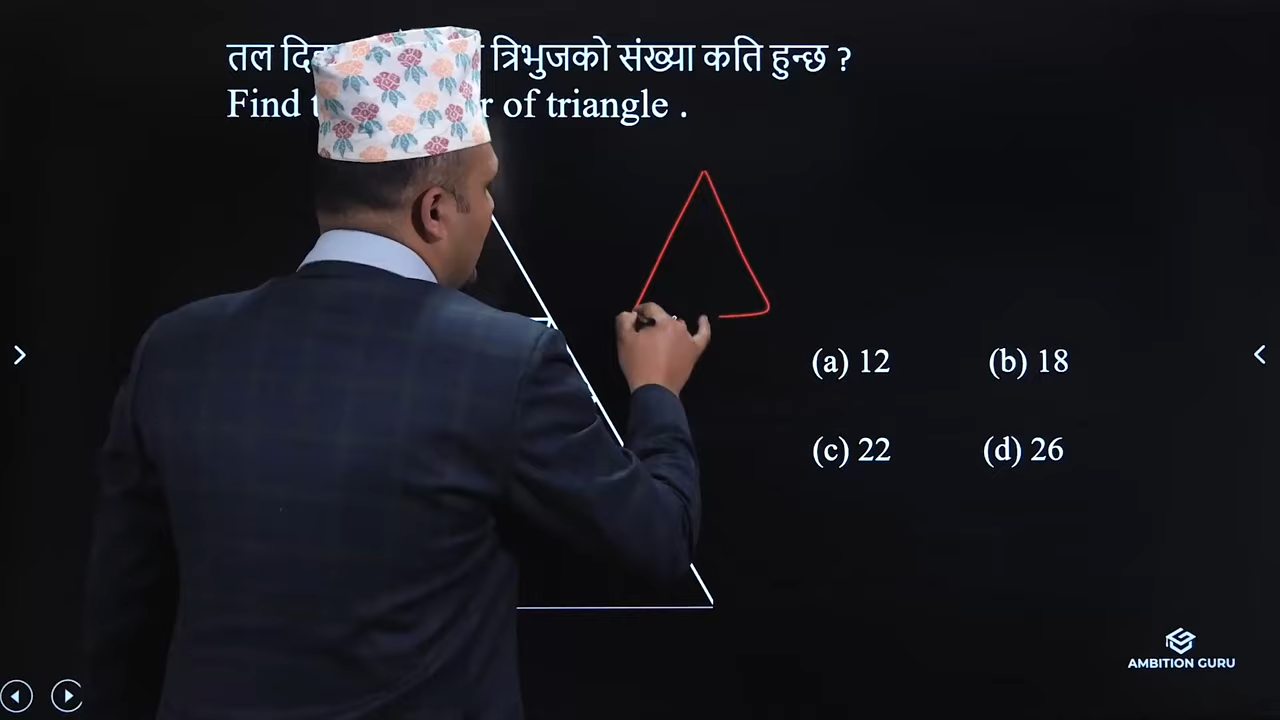 तल त्रिभुजको संख्या कति हुन्छ ?
Find of triangle .
(a) 12 (b) 18
(c) 22 (d) 26
AMBITION GURU